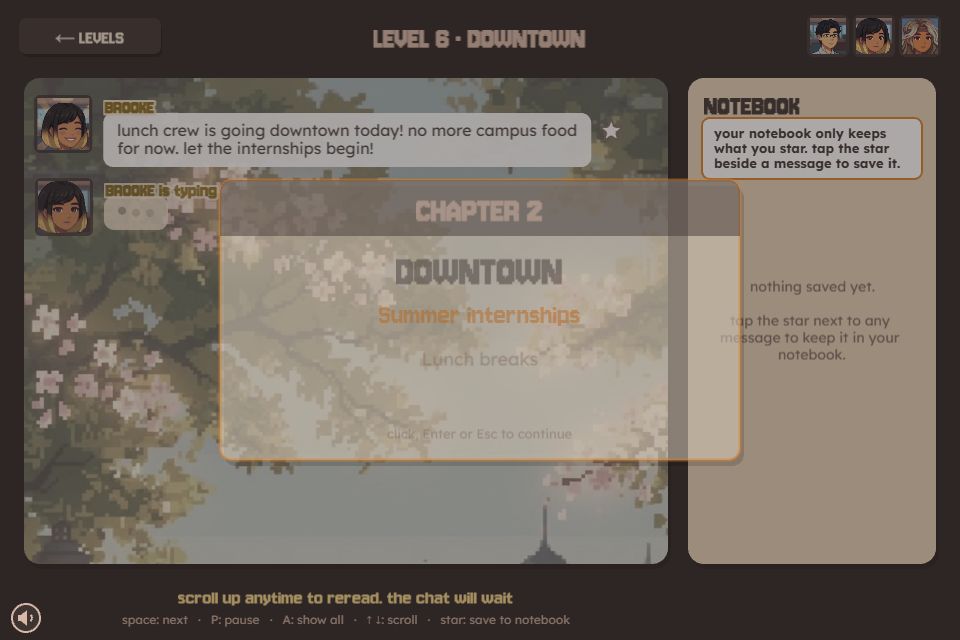 ← LEVELS
LEVEL 6 · DOWNTOWN
BROOKE
lunch crew is going downtown today! no more campus food
for now. let the internships begin!
BROOKE is typing
NOTEBOOK
your notebook only keeps
what you star. tap the star
beside a message to save it.
nothing saved yet.
tap the star next to any
message to keep it in your
notebook.
CHAPTER 2
DOWNTOWN
Summer internships
Lunch breaks
click, Enter or Esc to continue
scroll up anytime to reread. the chat will wait
space: next · P: pause · A: show all · ↑↓: scroll · star: save to notebook